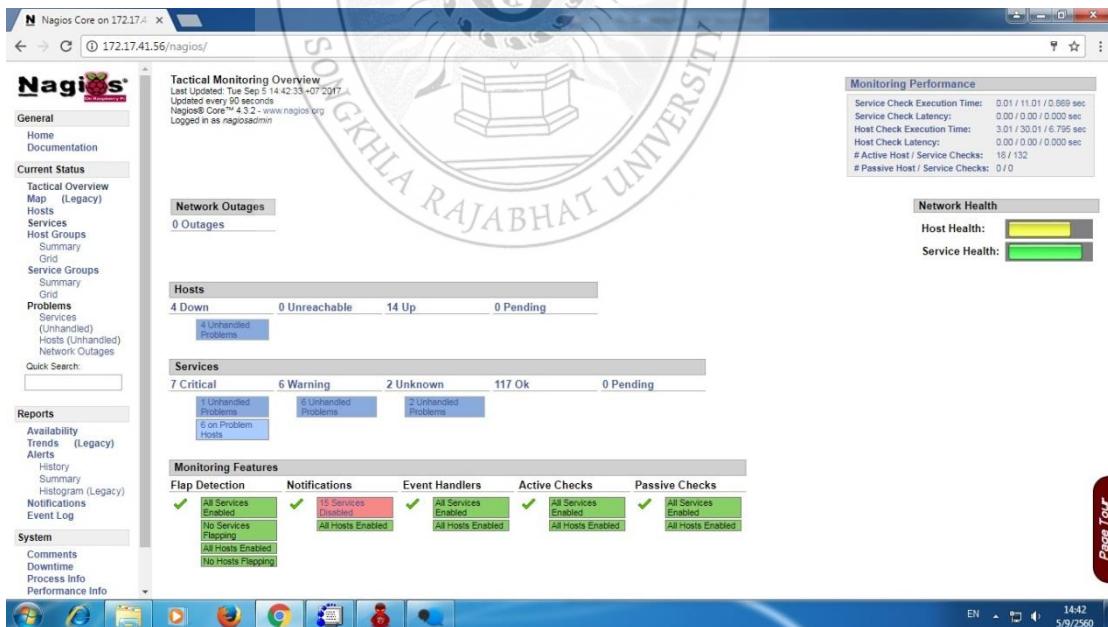 Nagios Core on 172.17.4
172.17.41.56/nagios/
Nagios
On Raspberry Pi
General
Home
Documentation
Current Status
Tactical Overview
Map (Legacy)
Hosts
Services
Host Groups
Summary
Grid
Service Groups
Summary
Grid
Problems
Services
(Unhandled)
Hosts (Unhandled)
Network Outages
Quick Search:
Reports
Availability
Trends (Legacy)
Alerts
History
Summary
Histogram (Legacy)
Notifications
Event Log
System
Comments
Downtime
Process Info
Performance Info
Tactical Monitoring Overview
Last Updated: Tue Sep 5 14:42:33 +07 2017
Updated every 90 seconds
Nagios® Core™ 4.3.2 - www.nagios.org
Logged in as nagiosadmin
Monitoring Performance
Service Check Execution Time: 0.01 / 11.01 / 0.869 sec
Service Check Latency: 0.00 / 0.00 / 0.000 sec
Host Check Execution Time: 3.01 / 30.01 / 6.795 sec
Host Check Latency: 0.00 / 0.00 / 0.000 sec
# Active Host / Service Checks: 18 / 132
# Passive Host / Service Checks: 0 / 0
SONGKHLA RAJABHAT UNIVERSITY
Network Outages
0 Outages
Network Health
Host Health:
Service Health:
Hosts
4 Down 0 Unreachable 14 Up 0 Pending
4 Unhandled
Problems
Services
7 Critical 6 Warning 2 Unknown 117 Ok 0 Pending
1 Unhandled
Problems
6 on Problem
Hosts
6 Unhandled
Problems
2 Unhandled
Problems
Monitoring Features
Flap Detection Notifications Event Handlers Active Checks Passive Checks
All Services
Enabled
No Services
Flapping
All Hosts Enabled
No Hosts Flapping
15 Services
Disabled
All Hosts Enabled
All Services
Enabled
All Hosts Enabled
All Services
Enabled
All Hosts Enabled
All Services
Enabled
All Hosts Enabled
Page Tour
EN
14:42
5/9/2560